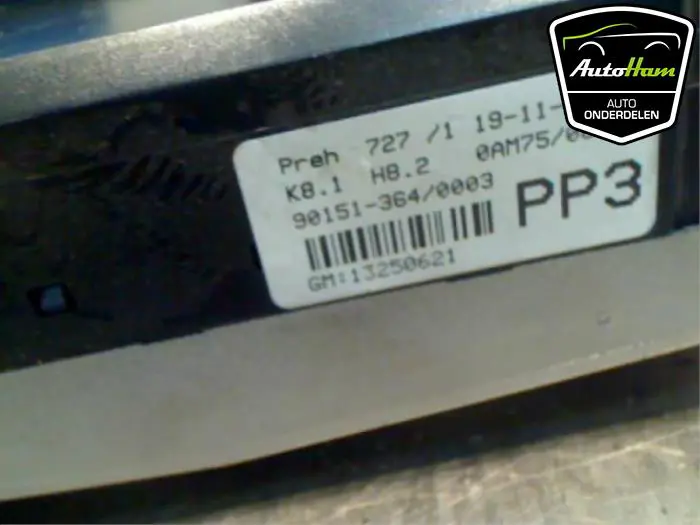 AutoHam
AUTO
ONDERDELEN
Preh 727 /1 19-11-
K8.1 H8.2 0AM75/
90151-364/0003
PP3
GM:13250621